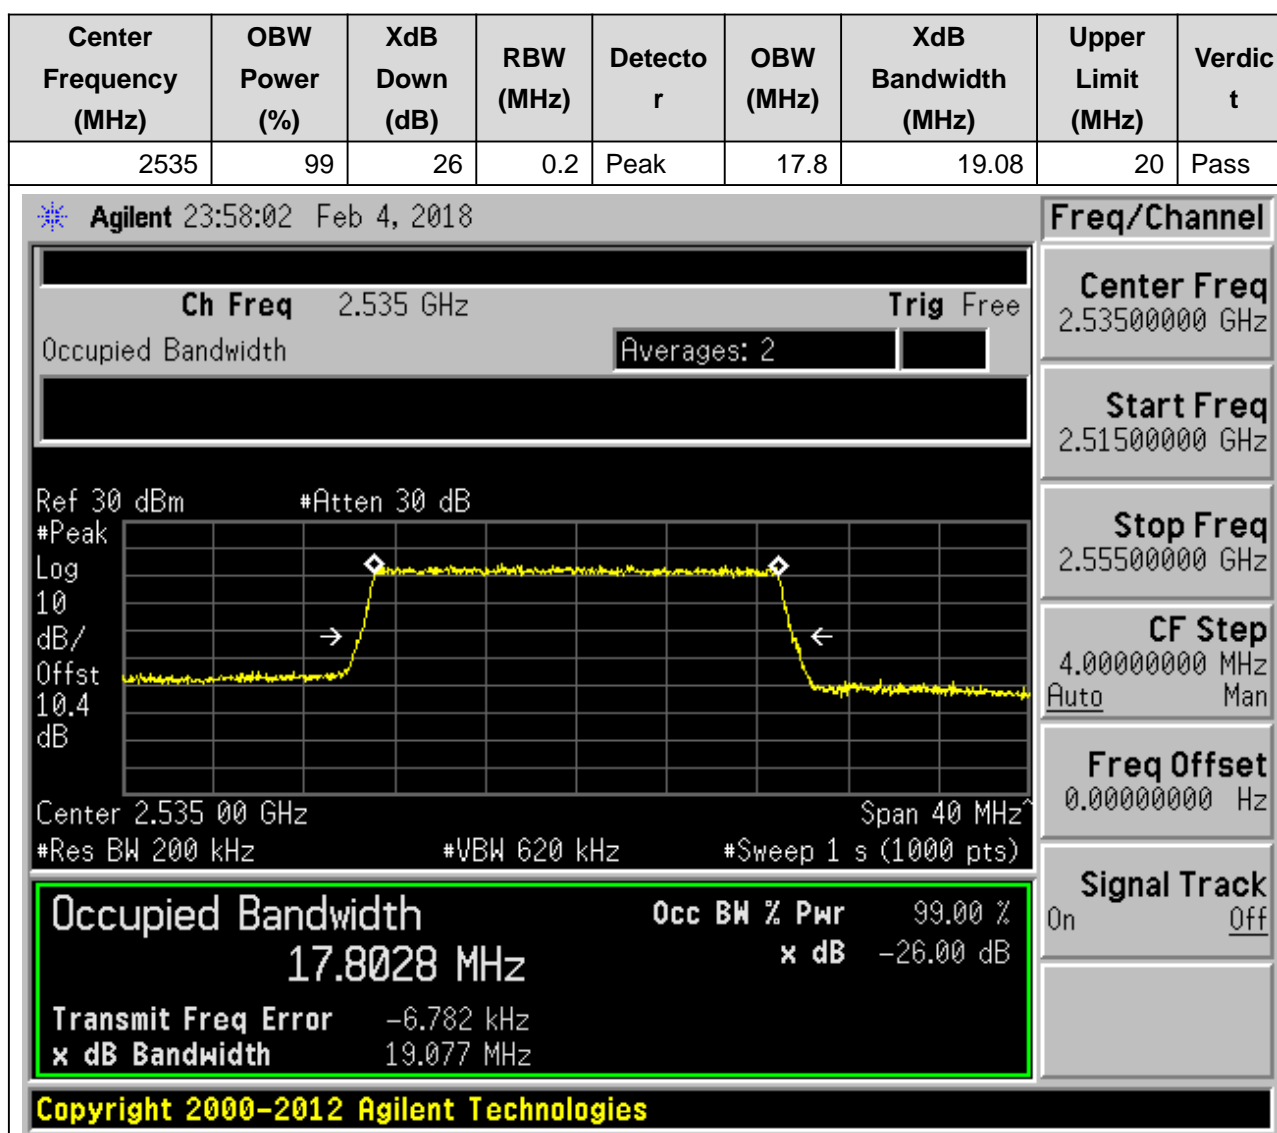 Center Frequency (MHz) OBW Power (%) XdB Down (dB) RBW (MHz) Detector OBW (MHz) XdB Bandwidth (MHz) Upper Limit (MHz) Verdict
2535 99 26 0.2 Peak 17.8 19.08 20 Pass
Agilent 23:58:02 Feb 4, 2018
Freq/Channel
Ch Freq 2.535 GHz Trig Free
Occupied Bandwidth Averages: 2
Ref 30 dBm #Atten 30 dB
#Peak
Log
10
dB/
Offst
10.4
dB
Center 2.535 00 GHz Span 40 MHz^
#Res BW 200 kHz #VBW 620 kHz #Sweep 1 s (1000 pts)
Occupied Bandwidth Occ BW % Pwr 99.00 %
17.8028 MHz x dB -26.00 dB
Transmit Freq Error -6.782 kHz
x dB Bandwidth 19.077 MHz
Copyright 2000-2012 Agilent Technologies
Center Freq
2.53500000 GHz
Start Freq
2.51500000 GHz
Stop Freq
2.55500000 GHz
CF Step
4.00000000 MHz
Auto Man
Freq Offset
0.00000000 Hz
Signal Track
On Off